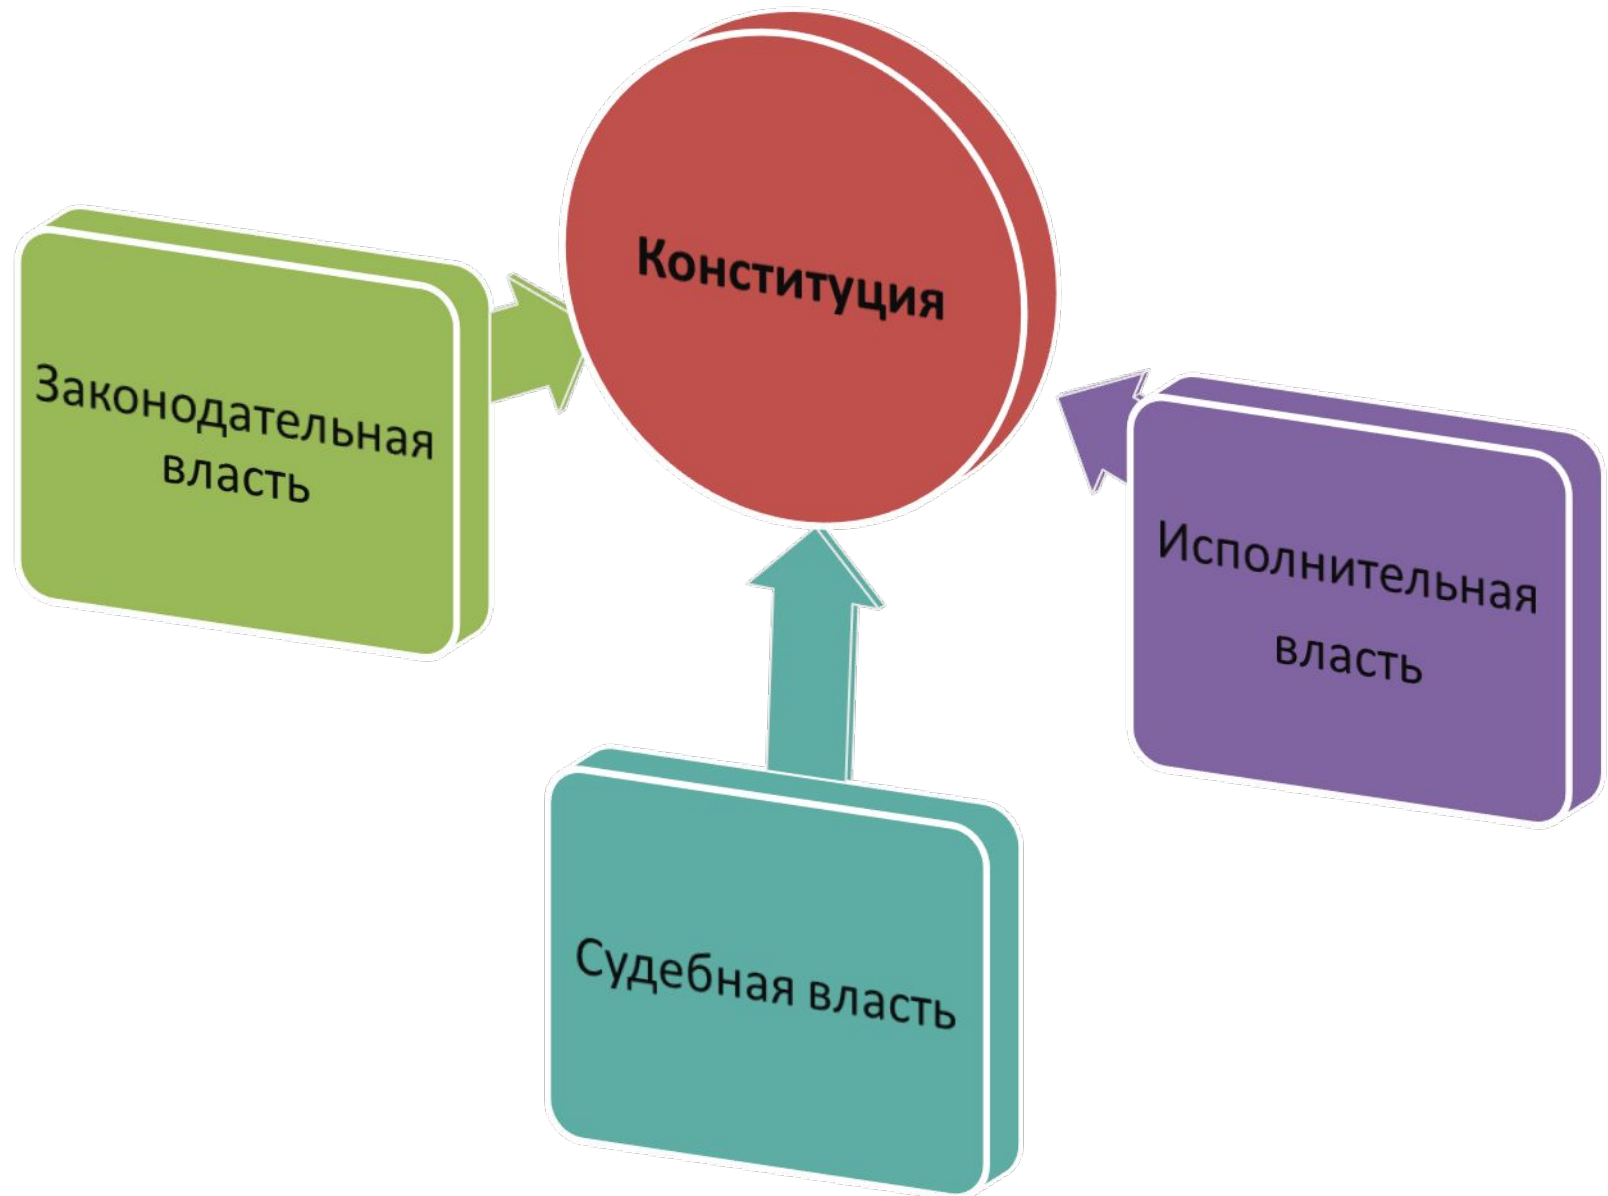 Конституция
Законодательная
власть
Исполнительная
власть
Судебная власть